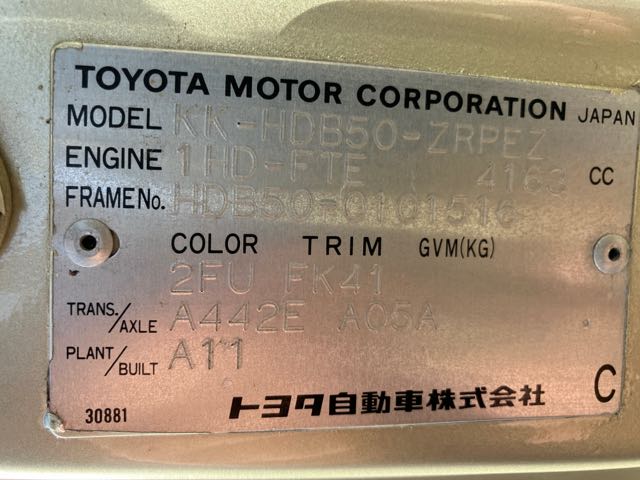 TOYOTA MOTOR CORPORATION JAPAN
MODEL KK-HDB50-ZRPEZ
ENGINE 1HD-FTE 4163 CC
FRAME No. HDB50-0101516
COLOR TRIM GVM(KG)
2FU FK41
TRANS./AXLE A442E A05A
PLANT/BUILT A11
30881 トヨタ自動車株式会社 C